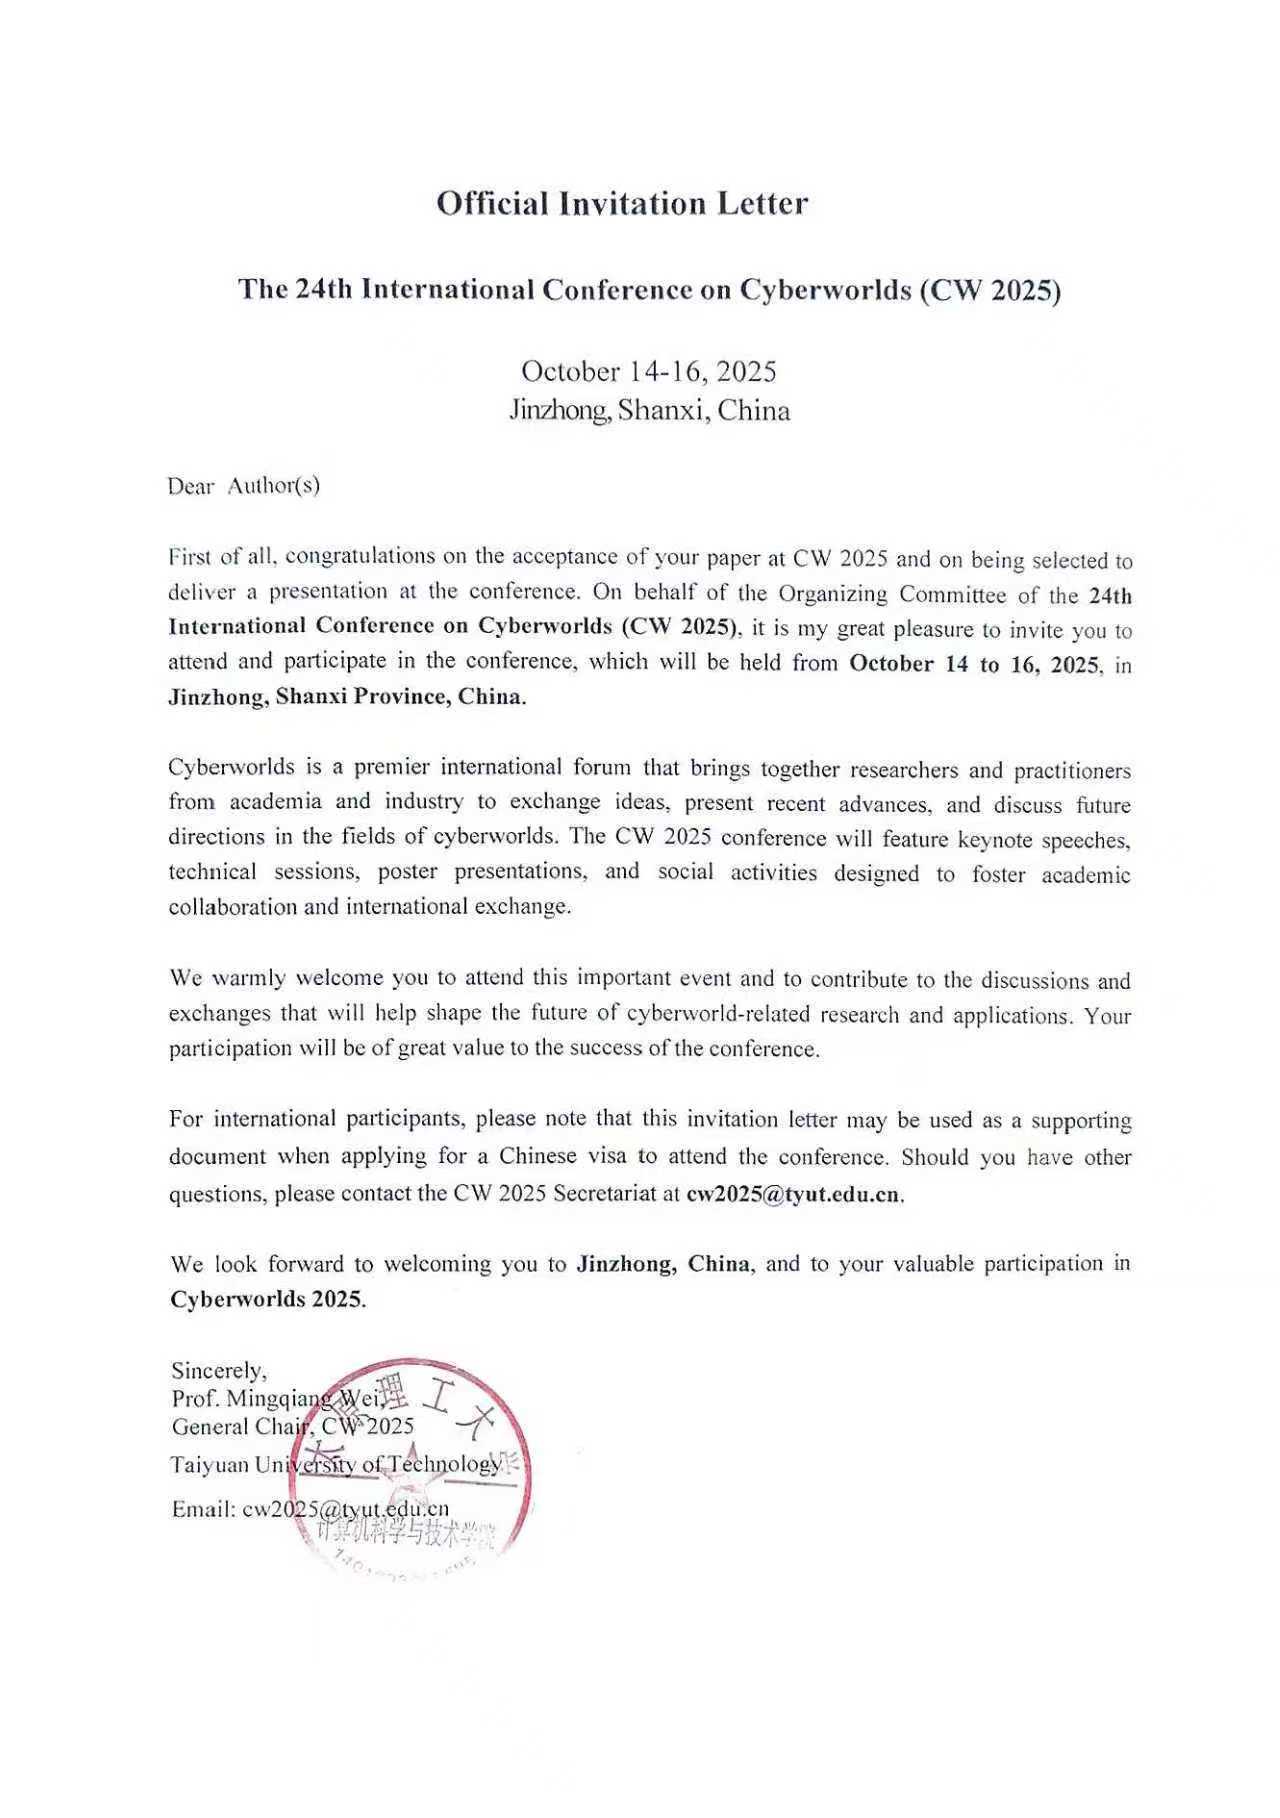 Official Invitation Letter
The 24th International Conference on Cyberworlds (CW 2025)
October 14-16, 2025
Jinzhong, Shanxi, China
Dear Author(s)
First of all, congratulations on the acceptance of your paper at CW 2025 and on being selected to
deliver a presentation at the conference. On behalf of the Organizing Committee of the 24th
International Conference on Cyberworlds (CW 2025), it is my great pleasure to invite you to
attend and participate in the conference, which will be held from October 14 to 16, 2025, in
Jinzhong, Shanxi Province, China.
Cyberworlds is a premier international forum that brings together researchers and practitioners
from academia and industry to exchange ideas, present recent advances, and discuss future
directions in the fields of cyberworlds. The CW 2025 conference will feature keynote speeches,
technical sessions, poster presentations, and social activities designed to foster academic
collaboration and international exchange.
We warmly welcome you to attend this important event and to contribute to the discussions and
exchanges that will help shape the future of cyberworld-related research and applications. Your
participation will be of great value to the success of the conference.
For international participants, please note that this invitation letter may be used as a supporting
document when applying for a Chinese visa to attend the conference. Should you have other
questions, please contact the CW 2025 Secretariat at cw2025@tyut.edu.cn.
We look forward to welcoming you to Jinzhong, China, and to your valuable participation in
Cyberworlds 2025.
Sincerely,
Prof. Mingqiang Wei,
General Chair, CW 2025
Taiyuan University of Technology
Email: cw2025@tyut.edu.cn
太原理工大学
计算机科学与技术学院